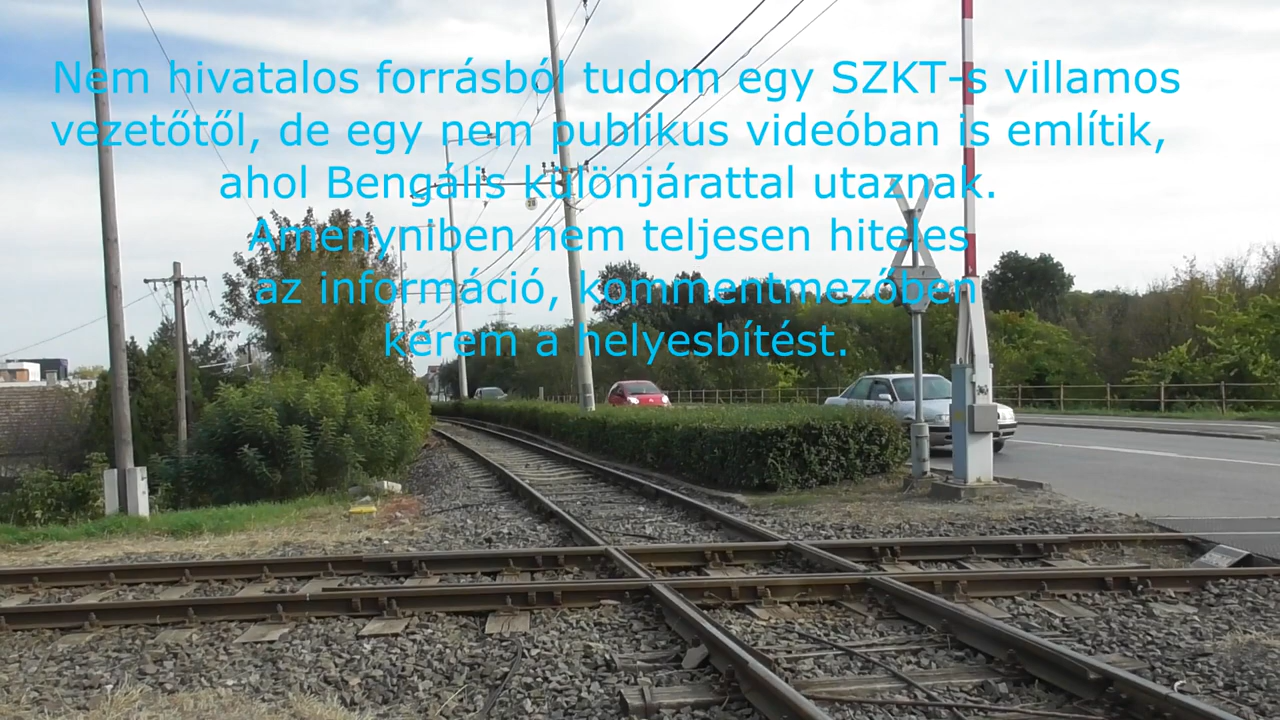 Nem hivatalos forrásból tudom egy SZKT-s villamos
vezetőtől, de egy nem publikus videóban is említik,
ahol Bengális különjárattal utaznak.
Amenyniben nem teljesen hiteles
az információ, kommentmezőben
kérem a helyesbítést.